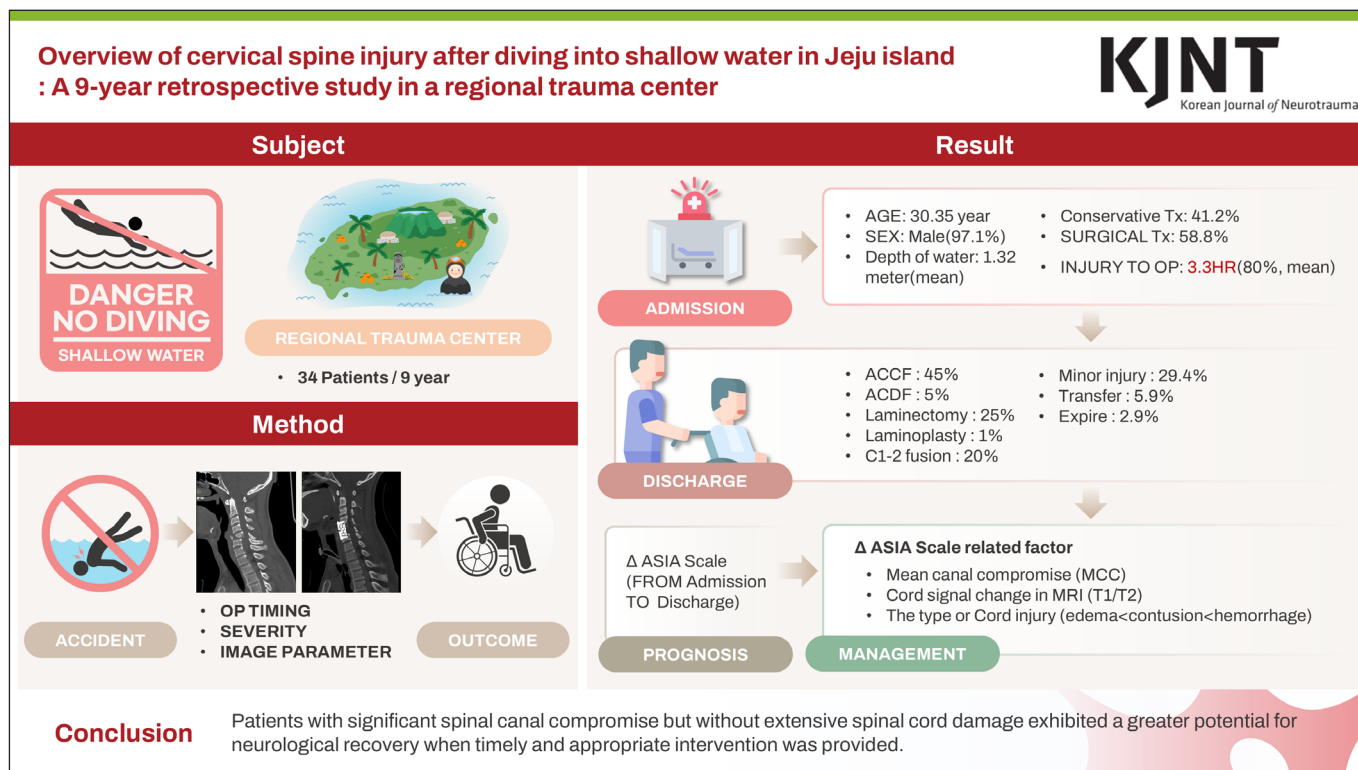 Overview of cervical spine injury after diving into shallow water in Jeju island
: A 9-year retrospective study in a regional trauma center
KJNT
Korean Journal of Neurotrauma
Subject
DANGER
NO DIVING
SHALLOW WATER
REGIONAL TRAUMA CENTER
• 34 Patients / 9 year
Method
ACCIDENT
• OP TIMING
• SEVERITY
• IMAGE PARAMETER
OUTCOME
Result
ADMISSION
• AGE: 30.35 year
• SEX: Male(97.1%)
• Depth of water: 1.32
meter(mean)
• Conservative Tx: 41.2%
• SURGICAL Tx: 58.8%
• INJURY TO OP: 3.3HR(80%, mean)
DISCHARGE
• ACCF : 45%
• ACDF : 5%
• Laminectomy : 25%
• Laminoplasty : 1%
• C1-2 fusion : 20%
• Minor injury : 29.4%
• Transfer : 5.9%
• Expire : 2.9%
Δ ASIA Scale
(FROM Admission
TO Discharge)
PROGNOSIS
Δ ASIA Scale related factor
• Mean canal compromise (MCC)
• Cord signal change in MRI (T1/T2)
• The type or Cord injury (edema<contusion<hemorrhage)
MANAGEMENT
Conclusion
Patients with significant spinal canal compromise but without extensive spinal cord damage exhibited a greater potential for
neurological recovery when timely and appropriate intervention was provided.